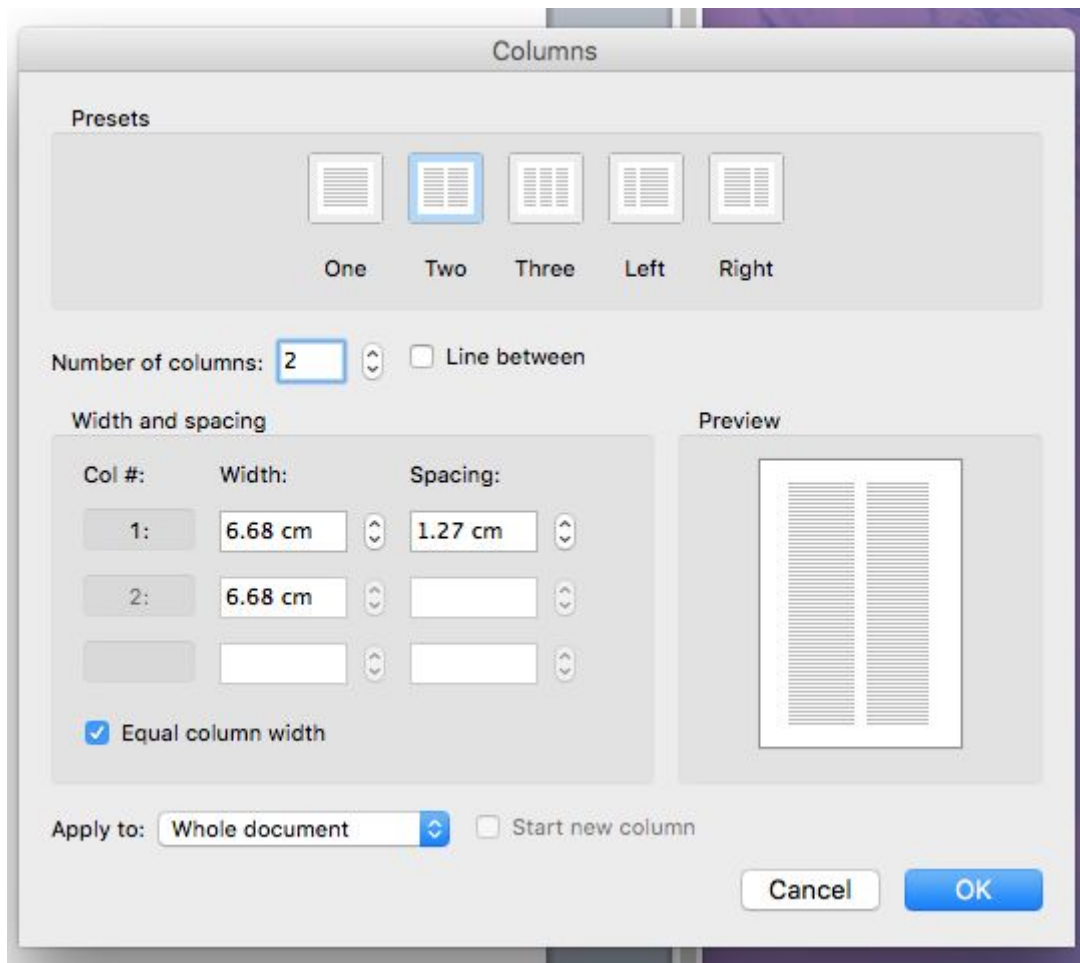 Columns
Presets
One Two Three Left Right
Number of columns: 2 Line between
Width and spacing
Preview
Col #: Width: Spacing:
1: 6.68 cm 1.27 cm
2: 6.68 cm
Equal column width
Apply to: Whole document Start new column
Cancel OK